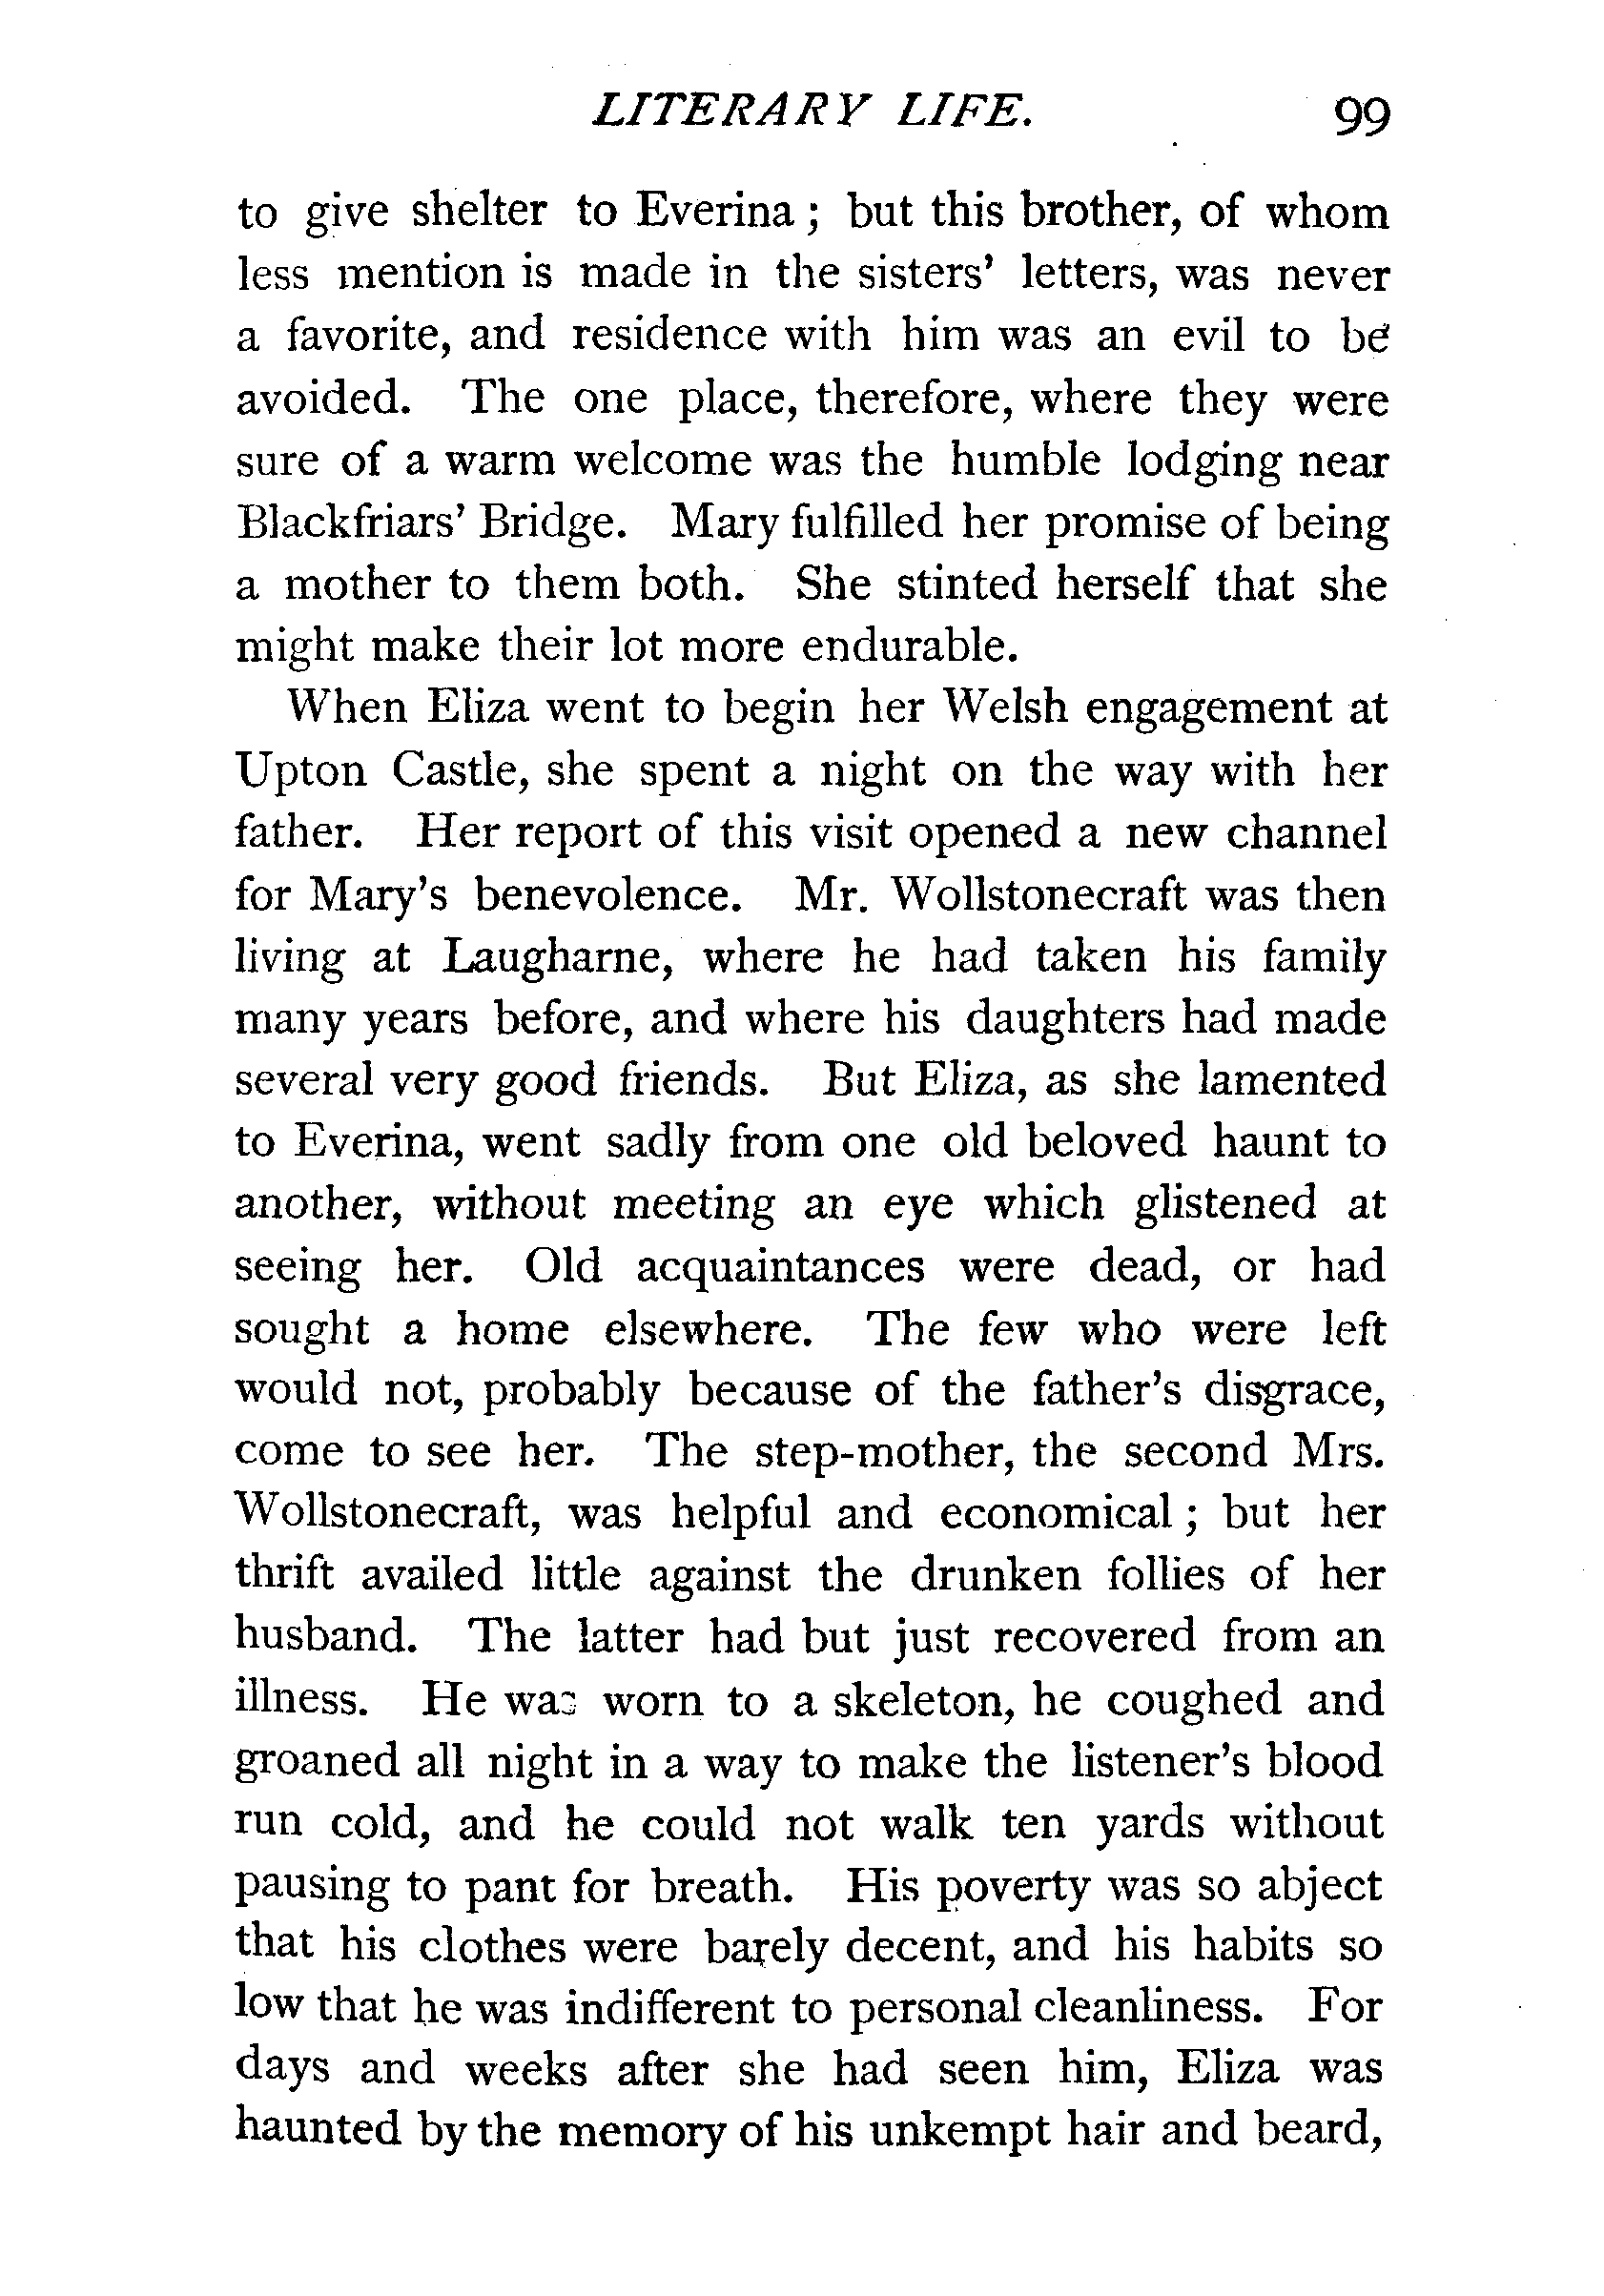 LITERARY LIFE. 99
to give shelter to Everina ; but this brother, of whom
less mention is made in the sisters' letters, was never
a favorite, and residence with him was an evil to be
avoided. The one place, therefore, where they were
sure of a warm welcome was the humble lodging near
Blackfriars' Bridge. Mary fulfilled her promise of being
a mother to them both. She stinted herself that she
might make their lot more endurable.
When Eliza went to begin her Welsh engagement at
Upton Castle, she spent a night on the way with her
father. Her report of this visit opened a new channel
for Mary's benevolence. Mr. Wollstonecraft was then
living at Laugharne, where he had taken his family
many years before, and where his daughters had made
several very good friends. But Eliza, as she lamented
to Everina, went sadly from one old beloved haunt to
another, without meeting an eye which glistened at
seeing her. Old acquaintances were dead, or had
sought a home elsewhere. The few who were left
would not, probably because of the father's disgrace,
come to see her. The step-mother, the second Mrs.
Wollstonecraft, was helpful and economical ; but her
thrift availed little against the drunken follies of her
husband. The latter had but just recovered from an
illness. He was worn to a skeleton, he coughed and
groaned all night in a way to make the listener's blood
run cold, and he could not walk ten yards without
pausing to pant for breath. His poverty was so abject
that his clothes were barely decent, and his habits so
low that he was indifferent to personal cleanliness. For
days and weeks after she had seen him, Eliza was
haunted by the memory of his unkempt hair and beard,